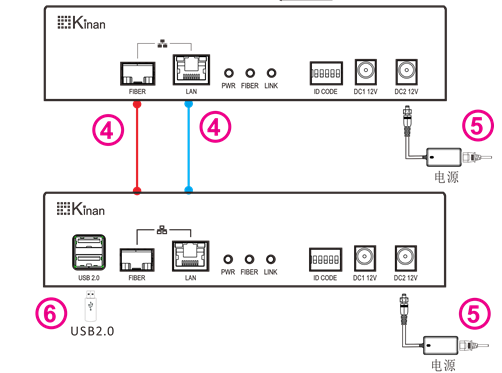 Kinan
FIBER LAN PWR FIBER LINK ID CODE DC1 12V DC2 12V
④ ④ ⑤
电源
Kinan
USB 2.0 FIBER LAN PWR FIBER LINK ID CODE DC1 12V DC2 12V
⑥ USB2.0 ⑤
电源